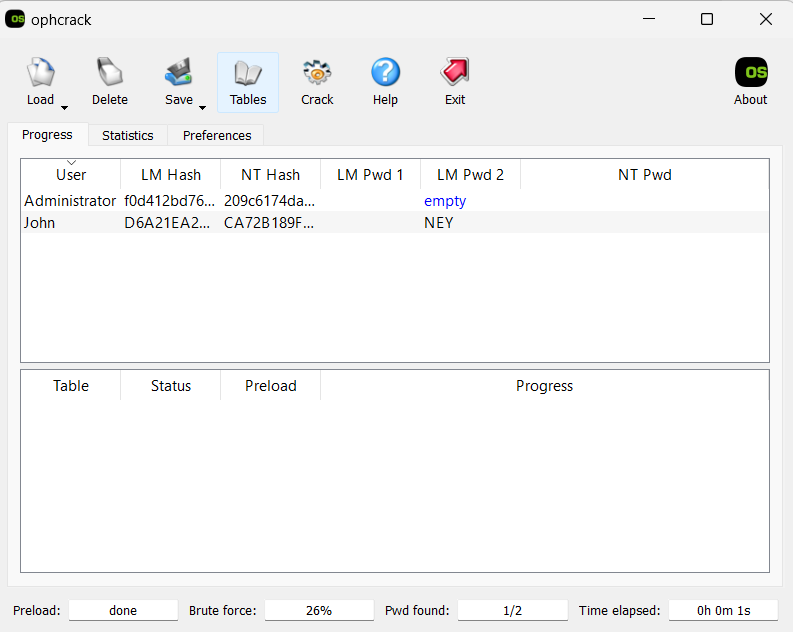 OS ophcrack
Load Delete Save Tables Crack Help Exit OS About
Progress Statistics Preferences
User LM Hash NT Hash LM Pwd 1 LM Pwd 2 NT Pwd
Administrator f0d412bd76... 209c6174da... empty
John D6A21EA2... CA72B189F... NEY
Table Status Preload Progress
Preload: done Brute force: 26% Pwd found: 1/2 Time elapsed: 0h 0m 1s